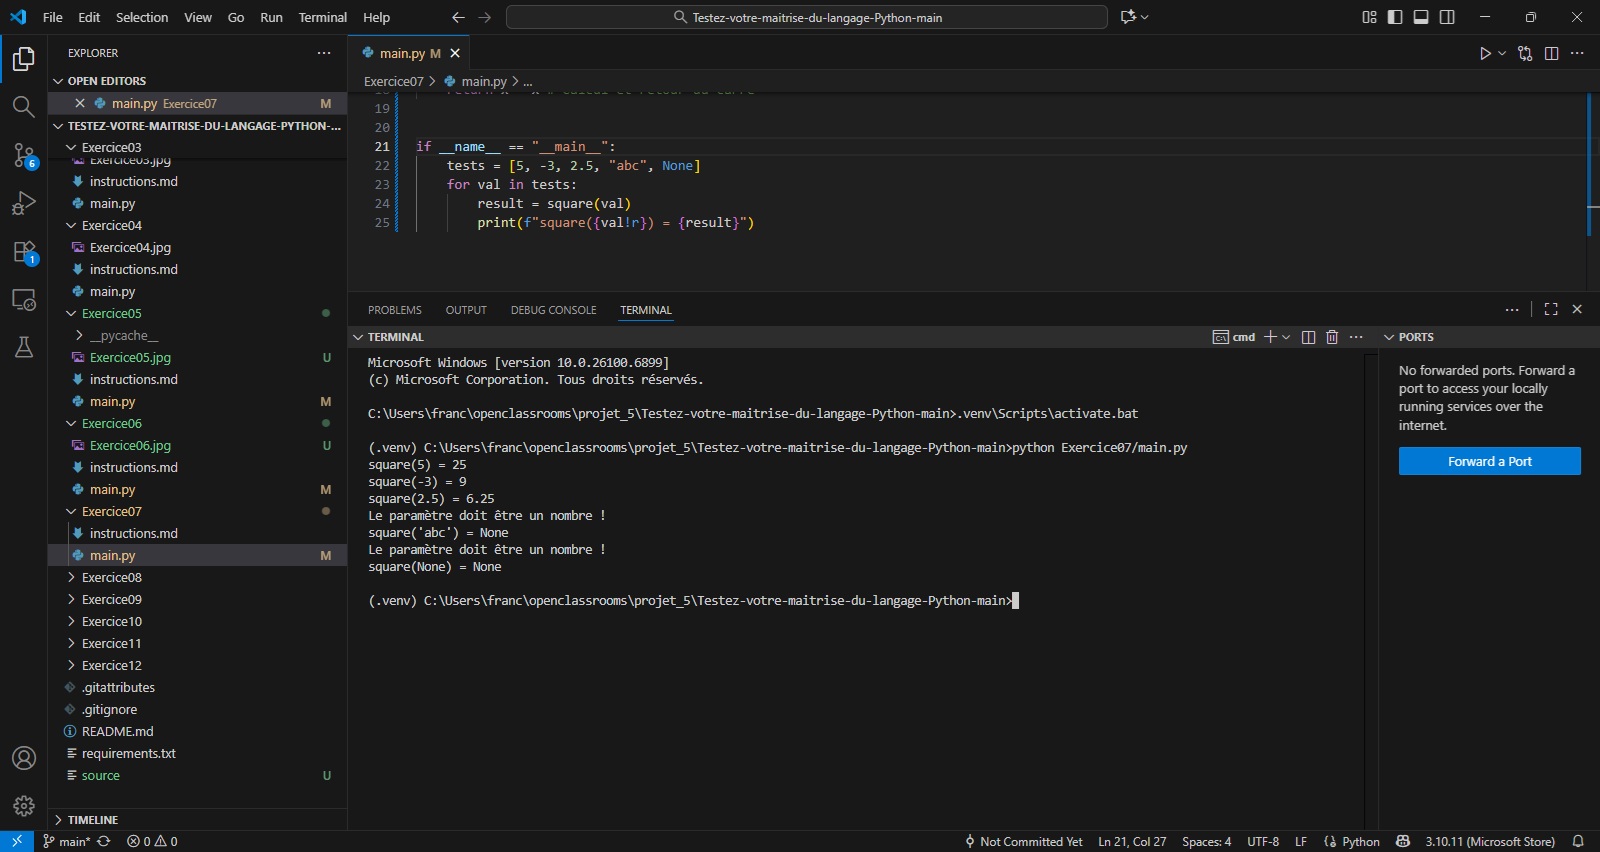 File Edit Selection View Go Run Terminal Help
Testez-votre-maitrise-du-langage-Python-main
EXPLORER
OPEN EDITORS
main.py Exercice07 M
TESTEZ-VOTRE-MAITRISE-DU-LANGAGE-PYTHON-...
Exercice03
Exercice03.jpg
instructions.md
main.py
Exercice04
Exercice04.jpg
instructions.md
main.py
Exercice05
__pycache__
Exercice05.jpg U
instructions.md
main.py M
Exercice06
Exercice06.jpg U
instructions.md
main.py M
Exercice07
instructions.md
main.py M
Exercice08
Exercice09
Exercice10
Exercice11
Exercice12
.gitattributes
.gitignore
README.md
requirements.txt
source U
TIMELINE
6
1
main.py M
Exercice07 > main.py > ...
19
20
21 if __name__ == "__main__":
22 tests = [5, -3, 2.5, "abc", None]
23 for val in tests:
24 result = square(val)
25 print(f"square({val!r}) = {result}")
PROBLEMS OUTPUT DEBUG CONSOLE TERMINAL
TERMINAL
cmd
Microsoft Windows [version 10.0.26100.6899]
(c) Microsoft Corporation. Tous droits réservés.
C:\Users\franc\openclassrooms\projet_5\Testez-votre-maitrise-du-langage-Python-main>.venv\Scripts\activate.bat
(.venv) C:\Users\franc\openclassrooms\projet_5\Testez-votre-maitrise-du-langage-Python-main>python Exercice07/main.py
square(5) = 25
square(-3) = 9
square(2.5) = 6.25
Le paramètre doit être un nombre !
square('abc') = None
Le paramètre doit être un nombre !
square(None) = None
(.venv) C:\Users\franc\openclassrooms\projet_5\Testez-votre-maitrise-du-langage-Python-main>
PORTS
No forwarded ports. Forward a
port to access your locally
running services over the
internet.
Forward a Port
main* 0 0
Not Committed Yet Ln 21, Col 27 Spaces: 4 UTF-8 LF Python 3.10.11 (Microsoft Store)